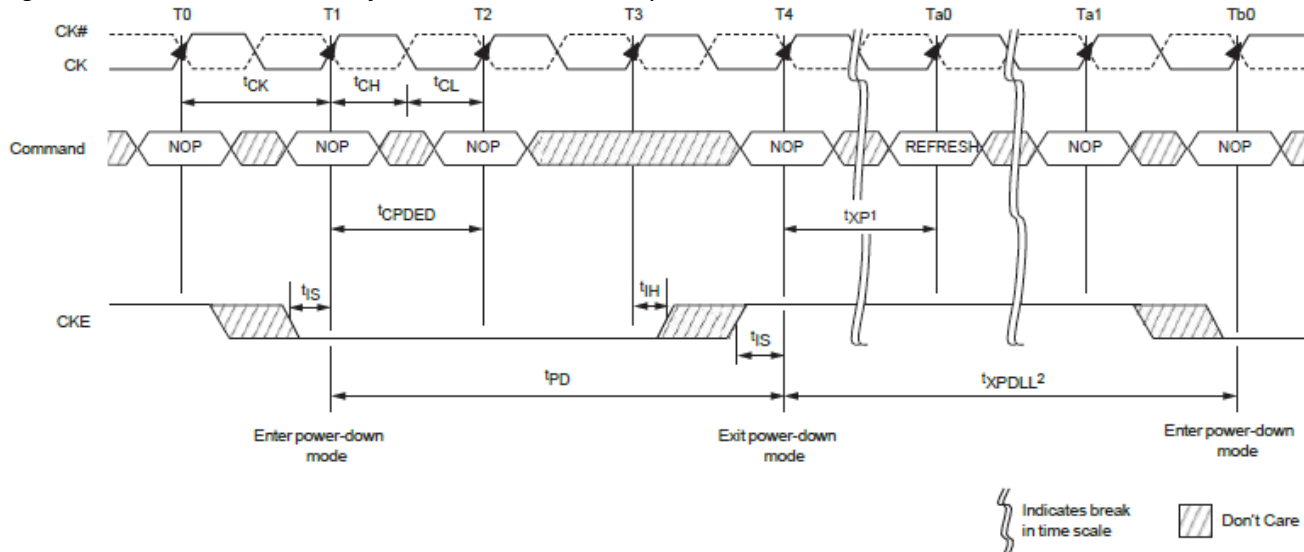 T0 T1 T2 T3 T4 Ta0 Ta1 Tb0
CK#
CK
tCK tCH tCL
Command NOP NOP NOP NOP REFRESH NOP NOP
tCPDED tXP1
tIS tIH
CKE
tIS
tPD tXPDLL2
Enter power-down
mode
Exit power-down
mode
Enter power-down
mode
Indicates break
in time scale
Don't Care